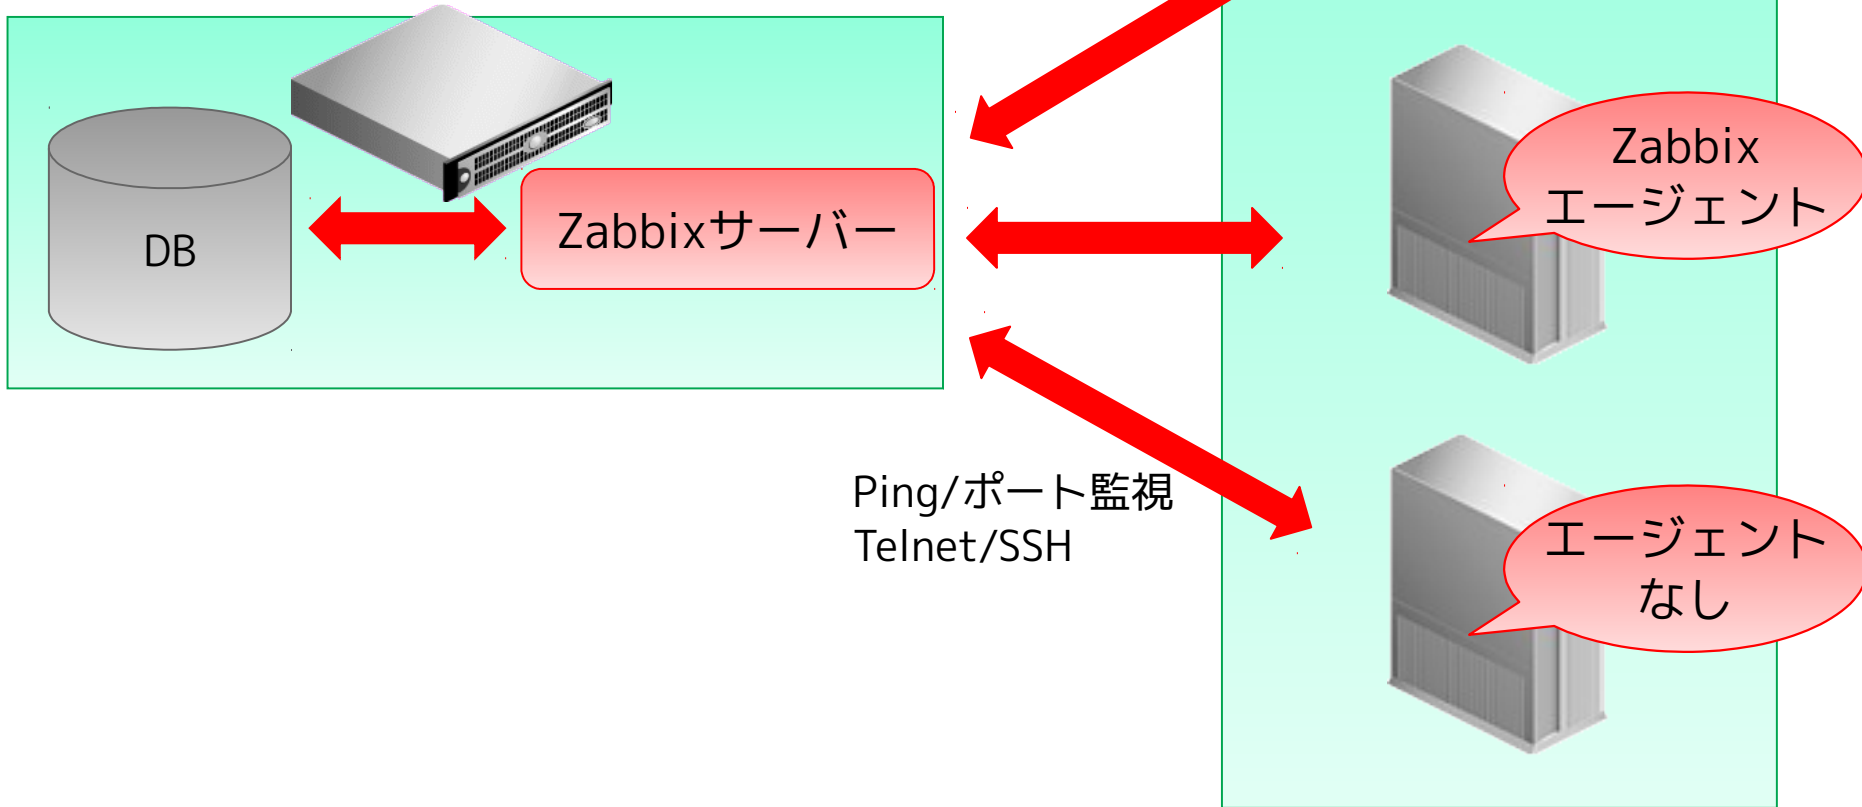 DB
Zabbixサーバー
Zabbix
エージェント
Ping/ポート監視
Telnet/SSH
エージェント
なし